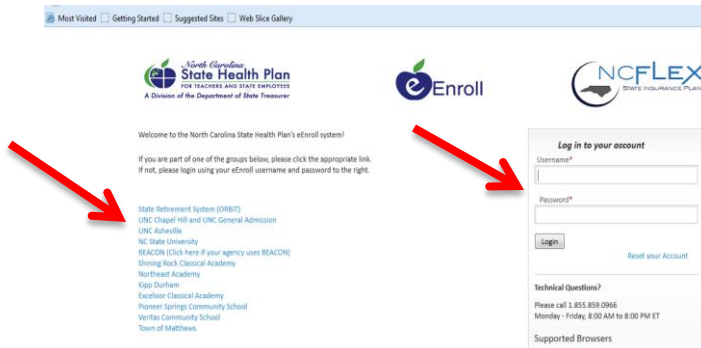 Most Visited Getting Started Suggested Sites Web Slice Gallery
North Carolina
State Health Plan
FOR TEACHERS AND STATE EMPLOYEES
A Division of the Department of State Treasurer
eEnroll
NCFLEX
STATE INSURANCE PLAN
Welcome to the North Carolina State Health Plan's eEnroll system!
If you are part of one of the groups below, please click the appropriate link.
If not, please login using your eEnroll username and password to the right.
State Retirement System (ORBIT)
UNC Chapel Hill and UNC General Admission
UNC Asheville
NC State University
BEACON (Click here if your agency uses BEACON)
Shining Rock Classical Academy
Northeast Academy
Kipp Durham
Excelsior Classical Academy
Pioneer Springs Community School
Veritas Community School
Town of Matthews
Log in to your account
Username*
Password*
Login
Reset your Account
Technical Questions?
Please call 1.855.859.0966
Monday - Friday, 8:00 AM to 8:00 PM ET
Supported Browsers